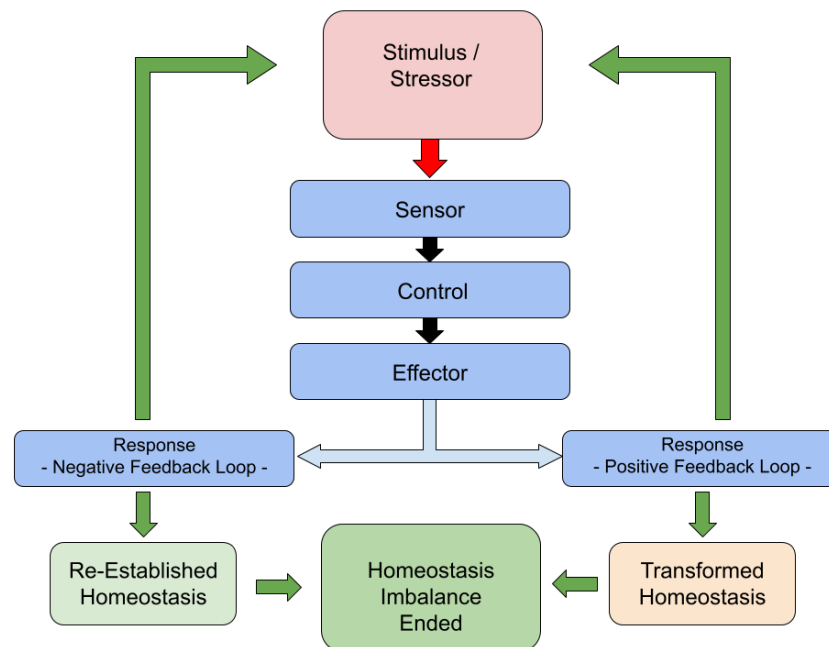 Stimulus /
Stressor
Sensor
Control
Effector
Response
- Negative Feedback Loop -
Response
- Positive Feedback Loop -
Re-Established
Homeostasis
Homeostasis
Imbalance
Ended
Transformed
Homeostasis